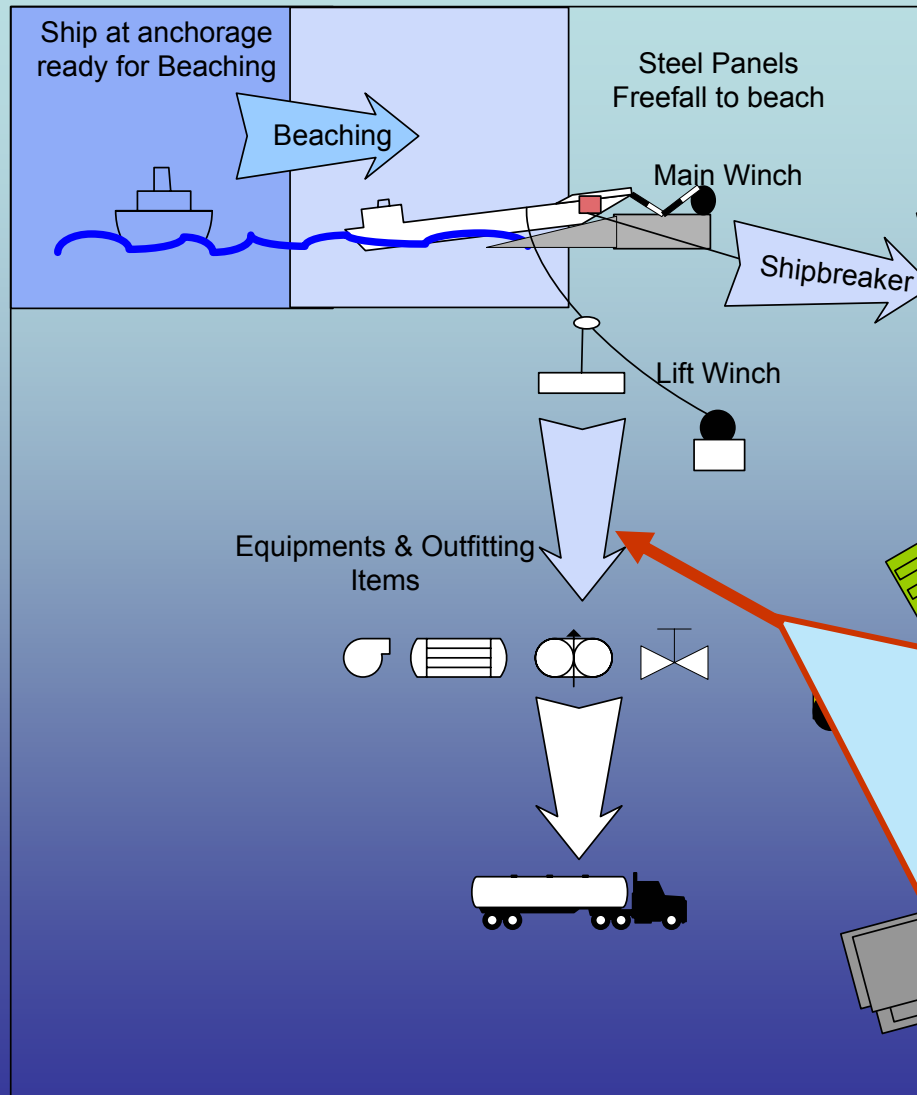 Ship at anchorage
ready for Beaching
Beaching
Steel Panels
Freefall to beach
Main Winch
Shipbreaker
Lift Winch
Equipments & Outfitting
Items